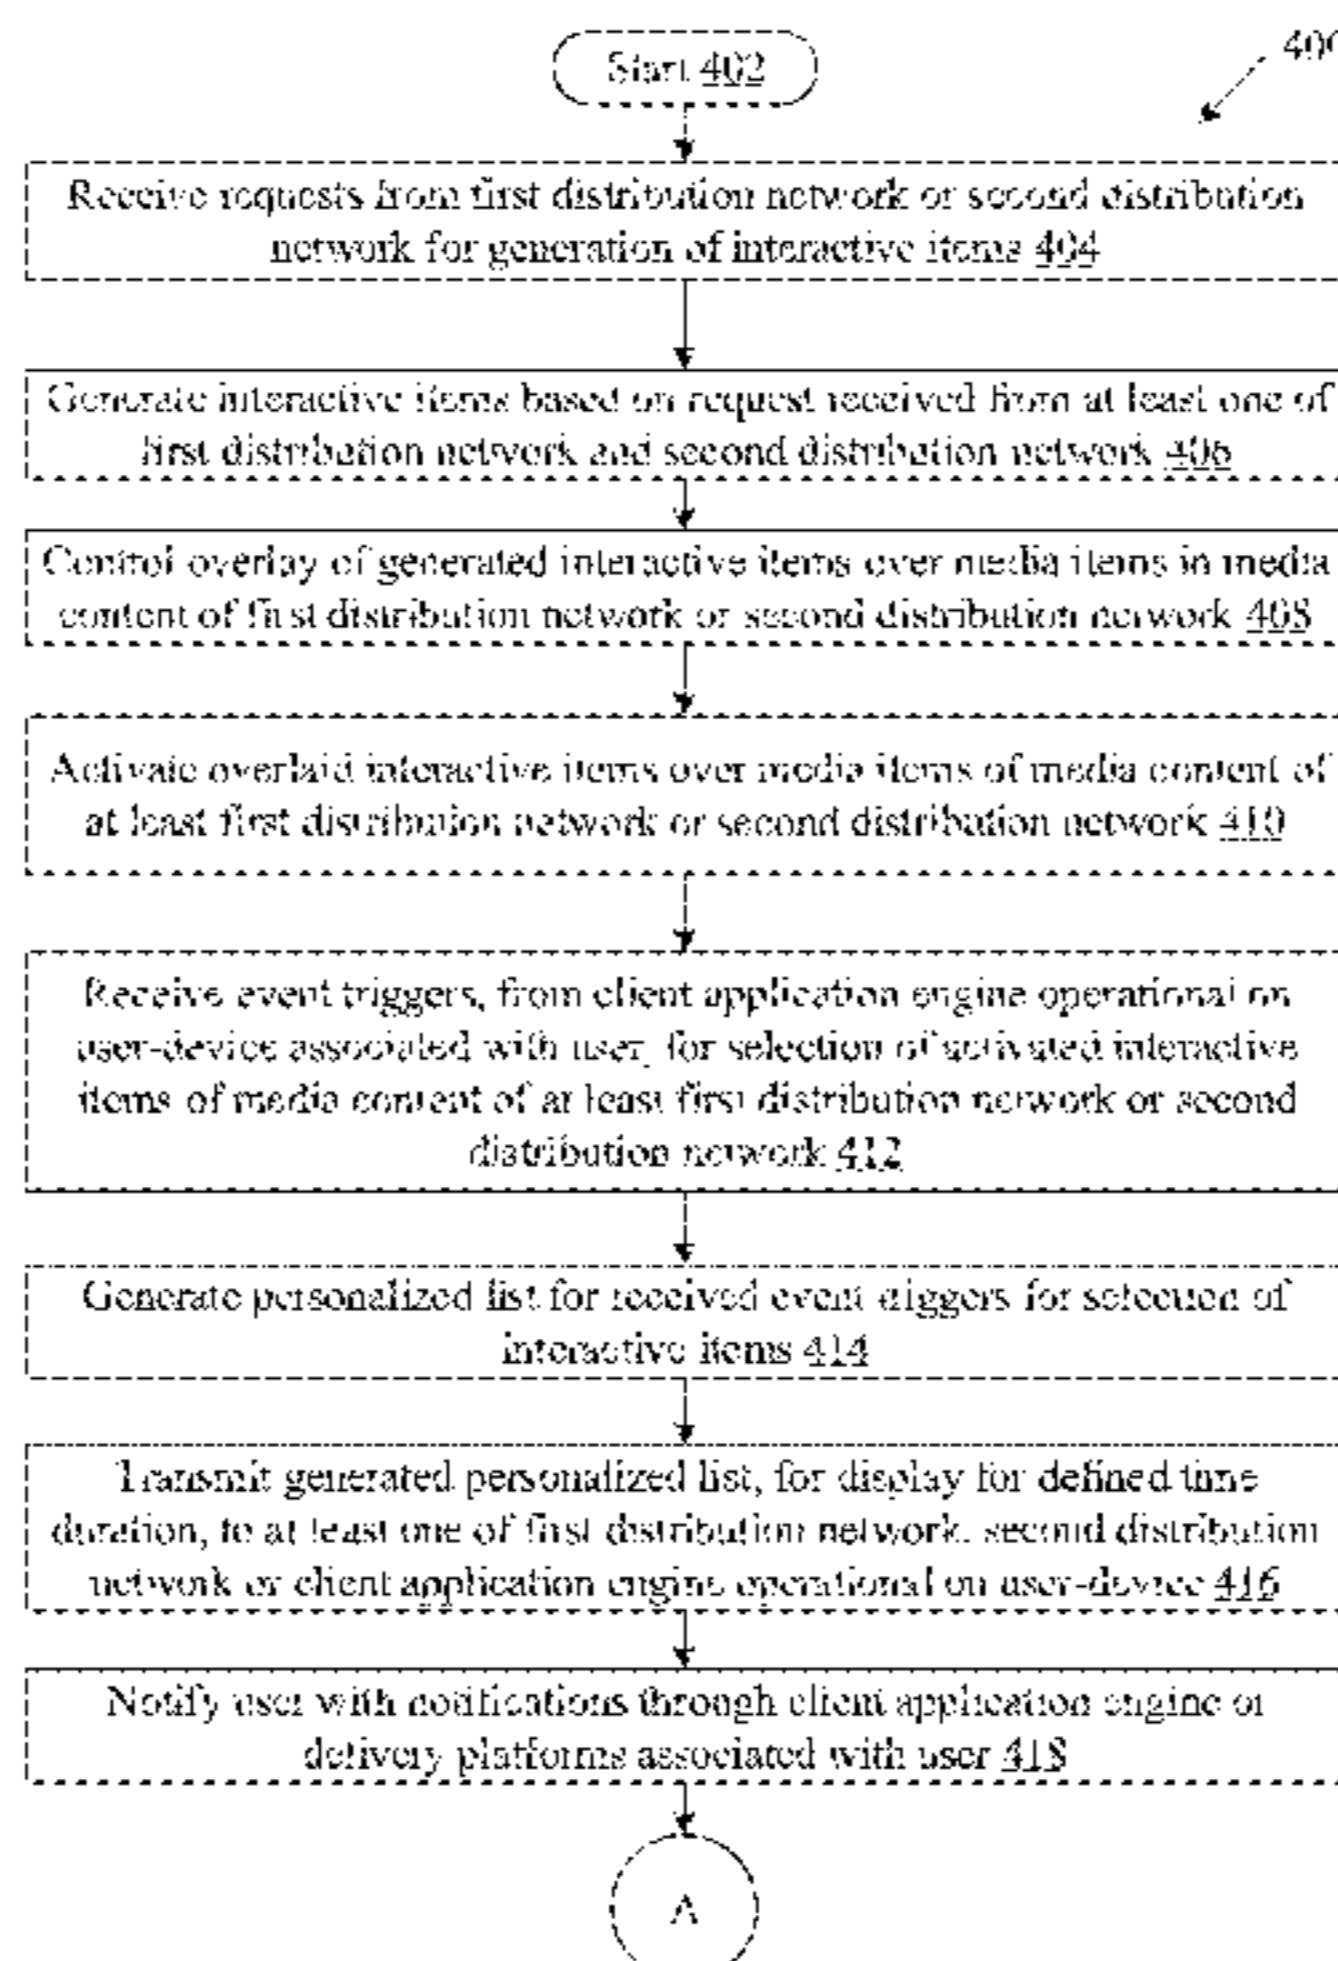 Start 402
400
Receive requests from first distribution network or second distribution
network for generation of interactive items 404
Generate interactive items based on request received from at least one of
first distribution network and second distribution network 406
Control overlay of generated interactive items over media items in media
content of first distribution network or second distribution network 408
Activate overlaid interactive items over media items of media content of
at least first distribution network or second distribution network 410
Receive event triggers, from client application engine operational on
user-device associated with user, for selection of activated interactive
items of media content of at least first distribution network or second
distribution network 412
Generate personalized list for received event triggers for selection of
interactive items 414
Transmit generated personalized list, for display for defined time
duration, to at least one of first distribution network, second distribution
network or client application engine operational on user-device 416
Notify user with notifications through client application engine or
delivery platforms associated with user 418
A